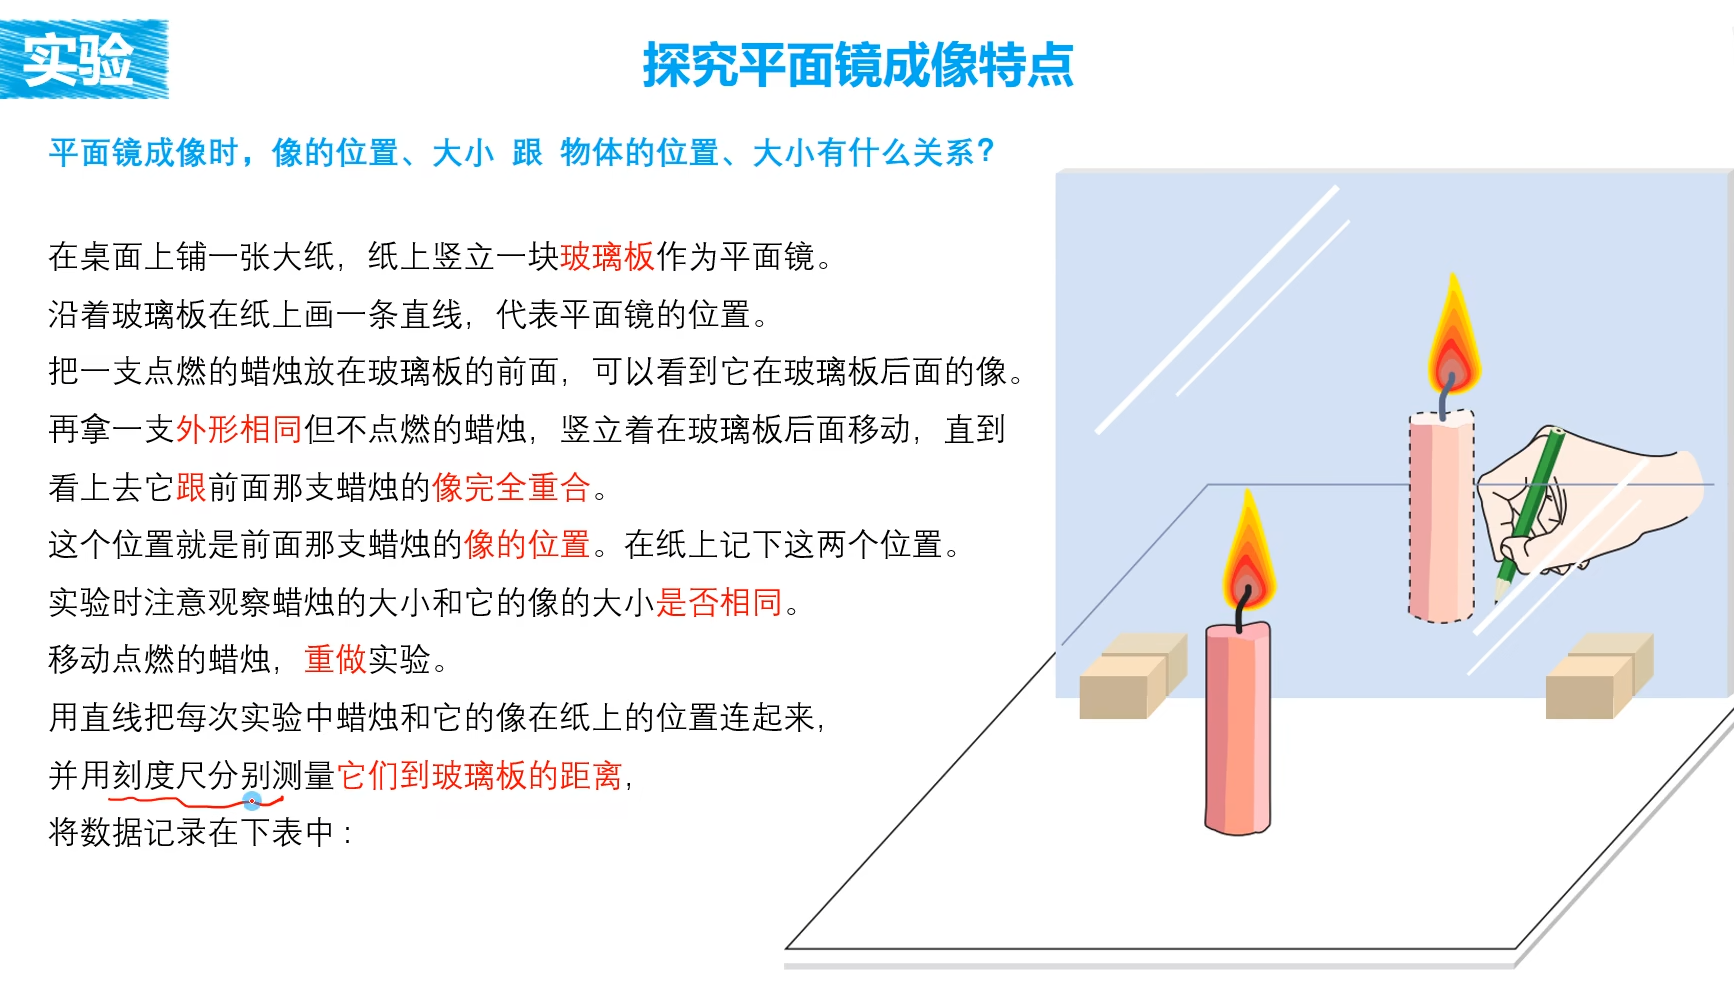 实验
探究平面镜成像特点
平面镜成像时，像的位置、大小 跟 物体的位置、大小有什么关系？
在桌面上铺一张大纸，纸上竖立一块玻璃板作为平面镜。
沿着玻璃板在纸上画一条直线，代表平面镜的位置。
把一支点燃的蜡烛放在玻璃板的前面，可以看到它在玻璃板后面的像。
再拿一支外形相同但不点燃的蜡烛，竖立着在玻璃板后面移动，直到
看上去它跟前面那支蜡烛的像完全重合。
这个位置就是前面那支蜡烛的像的位置。在纸上记下这两个位置。
实验时注意观察蜡烛的大小和它的像的大小是否相同。
移动点燃的蜡烛，重做实验。
用直线把每次实验中蜡烛和它的像在纸上的位置连起来，
并用刻度尺分别测量它们到玻璃板的距离，
将数据记录在下表中：